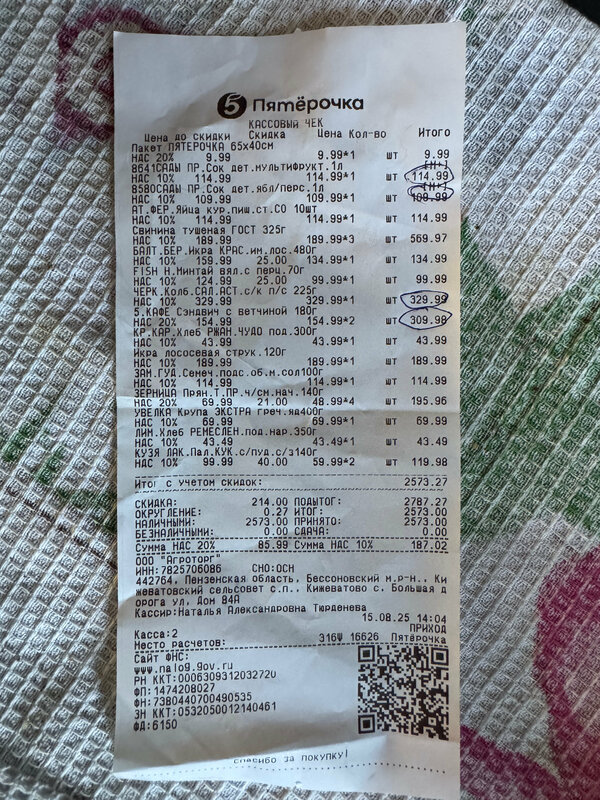 5 Пятёрочка
КАССОВЫЙ ЧЕК
Цена до скидки Скидка Цена Кол-во Итого
Пакет ПЯТЕРОЧКА 65х40см
НДС 20% 9.99 9.99*1 шт 9.99
8641САДЫ ПР.Сок дет.мультифрукт.1л [М+]
НДС 10% 114.99 114.99*1 шт 114.99
8580САДЫ ПР.Сок дет.ябл/перс.1л [М+]
НДС 10% 109.99 109.99*1 шт 109.99
АТ.ФЕР.Яйца кур.пищ.ст.СО 10шт
НДС 10% 114.99 114.99*1 шт 114.99
Свинина тушеная ГОСТ 325г
НДС 10% 189.99 189.99*3 шт 569.97
БАЛТ.БЕР.Икра КРАС.им.лос.480г
НДС 10% 159.99 25.00 134.99*1 шт 134.99
FISH H.Минтай вял.с перц.70г
НДС 10% 124.99 25.00 99.99*1 шт 99.99
ЧЕРК.Колб.САЛ.АСТ.с/к п/с 225г
НДС 10% 329.99 329.99*1 шт 329.99
5.КАФЕ Сэндвич с ветчиной 180г
НДС 20% 154.99 154.99*2 шт 309.98
КР.КАР.Хлеб РЖАН.ЧУДО под.300г
НДС 10% 43.99 43.99*1 шт 43.99
Икра лососевая струк.120г
НДС 10% 189.99 189.99*1 шт 189.99
ЗАМ.ГУД.Семеч.подс.об.м.сол100г
НДС 10% 114.99 114.99*1 шт 114.99
ЗЕРНИЦА Прян.Т.ПР.ч/см.нач.140г
НДС 20% 69.99 21.00 48.99*4 шт 195.96
УВЕЛКА Крупа ЭКСТРА греч.яд400г
НДС 10% 69.99 69.99*1 шт 69.99
ЛИМ.Хлеб РЕМЕСЛЕН.под.нар.350г
НДС 10% 43.49 43.49*1 шт 43.49
КУЗЯ ЛАК.Пал.КУК.с/пуд.с/з140г
НДС 10% 99.99 40.00 59.99*2 шт 119.98
Итог с учетом скидок: 2573.27
СКИДКА: 214.00 ПОДЫТОГ: 2787.27
ОКРУГЛЕНИЕ: 0.27 ИТОГ: 2573.00
НАЛИЧНЫМИ: 2573.00 ПРИНЯТО: 2573.00
БЕЗНАЛИЧНЫМИ: 0.00 СДАЧА: 0.00
Сумма НДС 20% 85.99 Сумма НДС 10% 187.02
ООО "Агроторг"
ИНН:7825706086 СНО:ОСН
442764, Пензенская область, Бессоновский м.р-н., Ки
жеватовский сельсовет с.п., Кижеватово с. Большая д
орога ул, Дом 84А
Кассир:Наталья Александровна Тюрденева
15.08.25 14:04
Касса:2 ПРИХОД
Место расчетов: 316Ψ 16626 Пятёрочка
Сайт ФНС:
www.nalog.gov.ru
РН ККТ:0006309312032720
ФП:1474208027
ФН:7380440700490535
ЗН ККТ:0532050012140461
ФД:6150
Спасибо за покупку!